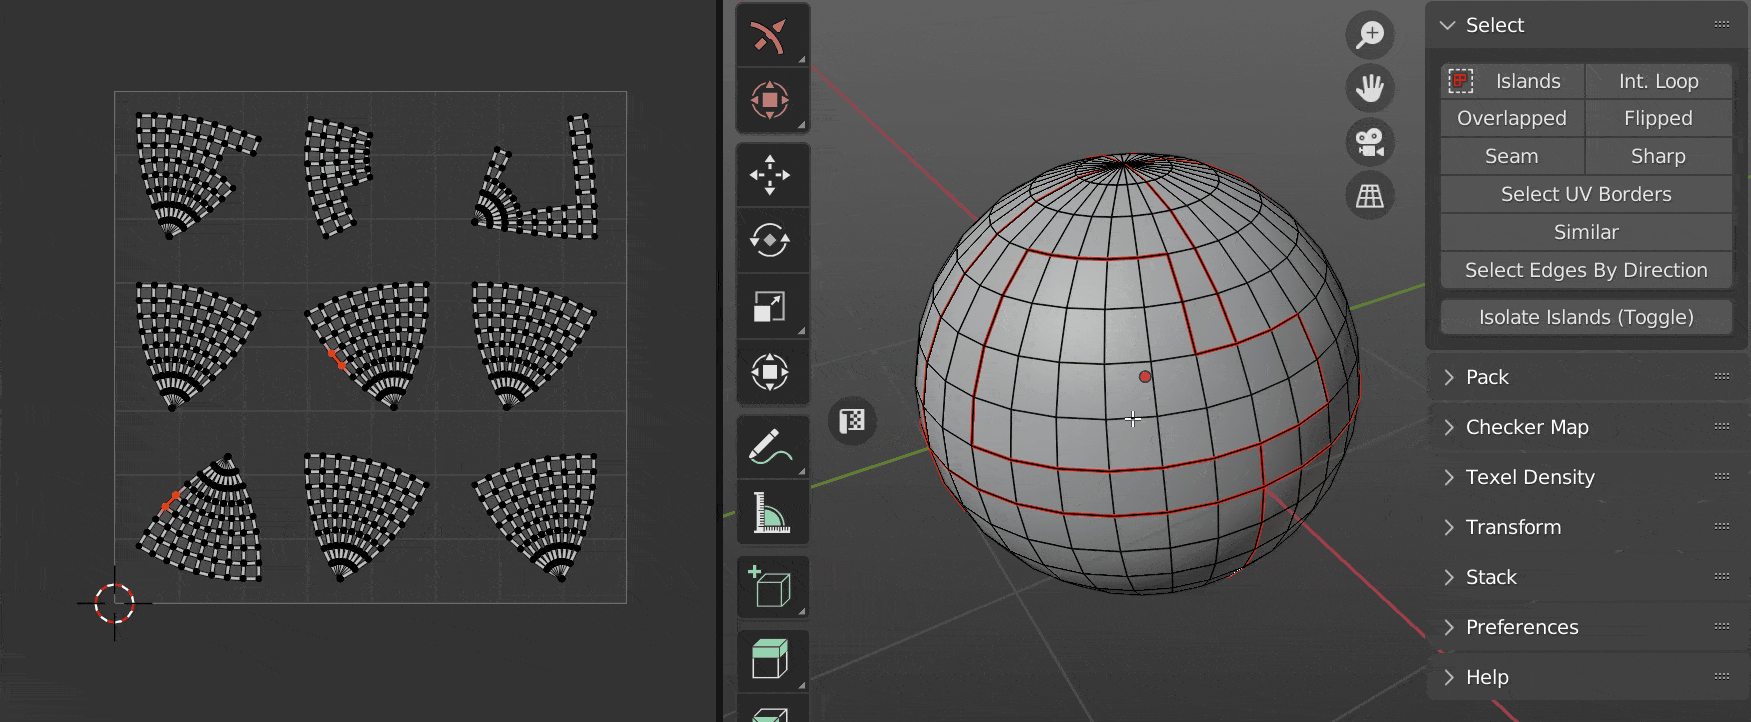 Select
Islands
Int. Loop
Overlapped
Flipped
Seam
Sharp
Select UV Borders
Similar
Select Edges By Direction
Isolate Islands (Toggle)
Pack
Checker Map
Texel Density
Transform
Stack
Preferences
Help